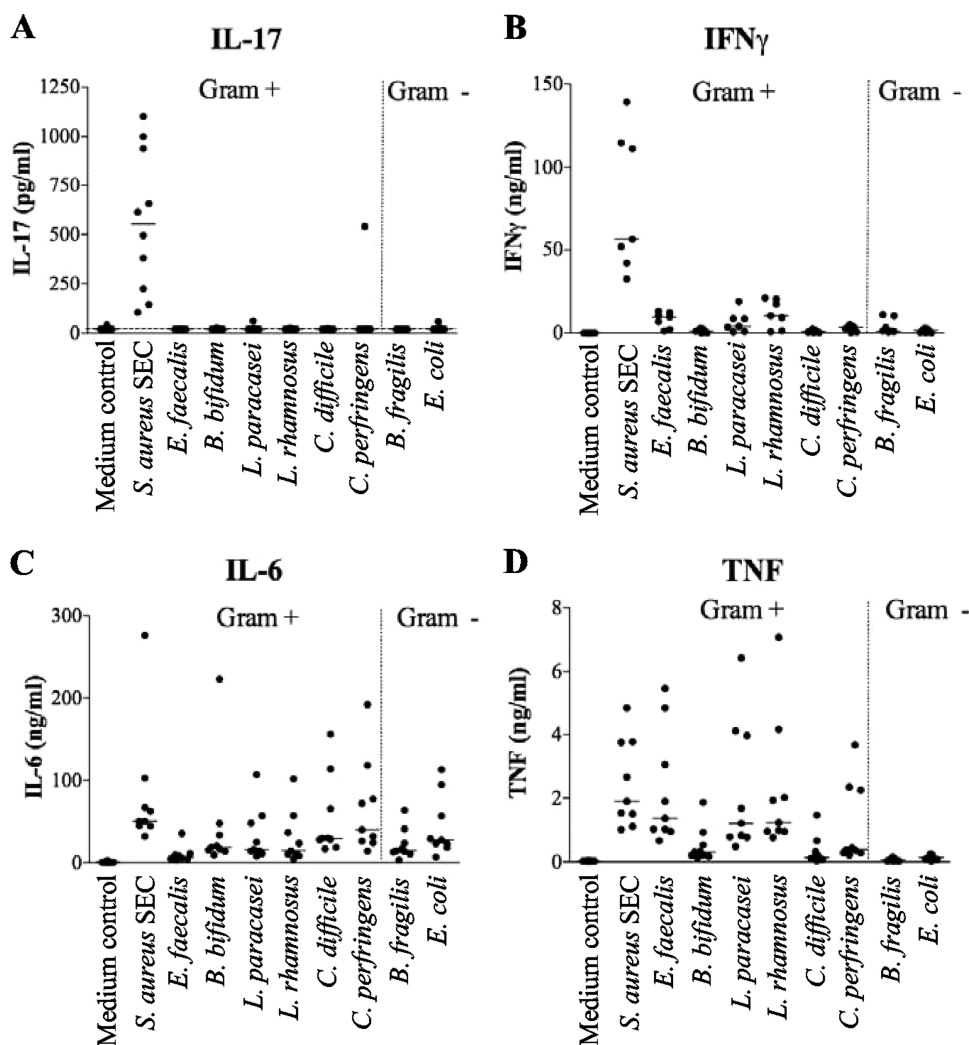 A
IL-17
Gram +
Gram -
IL-17 (pg/ml)
1250
1000
750
500
250
0
Medium control
S. aureus SEC
E. faecalis
B. bifidum
L. paracasei
L. rhamnosus
C. difficile
C. perfringens
B. fragilis
E. coli
B
IFNγ
Gram +
Gram -
IFNγ (ng/ml)
150
100
50
0
Medium control
S. aureus SEC
E. faecalis
B. bifidum
L. paracasei
L. rhamnosus
C. difficile
C. perfringens
B. fragilis
E. coli
C
IL-6
Gram +
Gram -
IL-6 (ng/ml)
300
200
100
0
Medium control
S. aureus SEC
E. faecalis
B. bifidum
L. paracasei
L. rhamnosus
C. difficile
C. perfringens
B. fragilis
E. coli
D
TNF
Gram +
Gram -
TNF (ng/ml)
8
6
4
2
0
Medium control
S. aureus SEC
E. faecalis
B. bifidum
L. paracasei
L. rhamnosus
C. difficile
C. perfringens
B. fragilis
E. coli